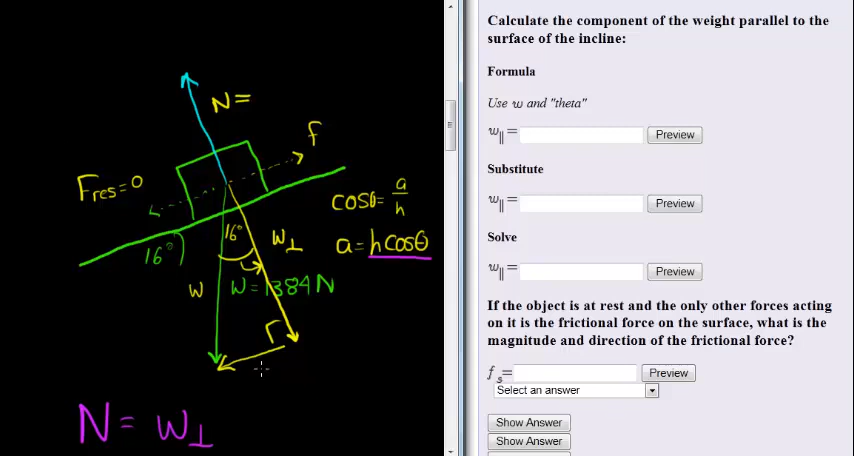 N=
f
Fres=0
cosθ= a/h
16°
16°
W⊥
a= hcosθ
W
W=1384N
N= W⊥
Calculate the component of the weight parallel to the
surface of the incline:
Formula
Use w and "theta"
w||= Preview
Substitute
w||= Preview
Solve
w||= Preview
If the object is at rest and the only other forces acting
on it is the frictional force on the surface, what is the
magnitude and direction of the frictional force?
f s= Preview
Select an answer
Show Answer
Show Answer